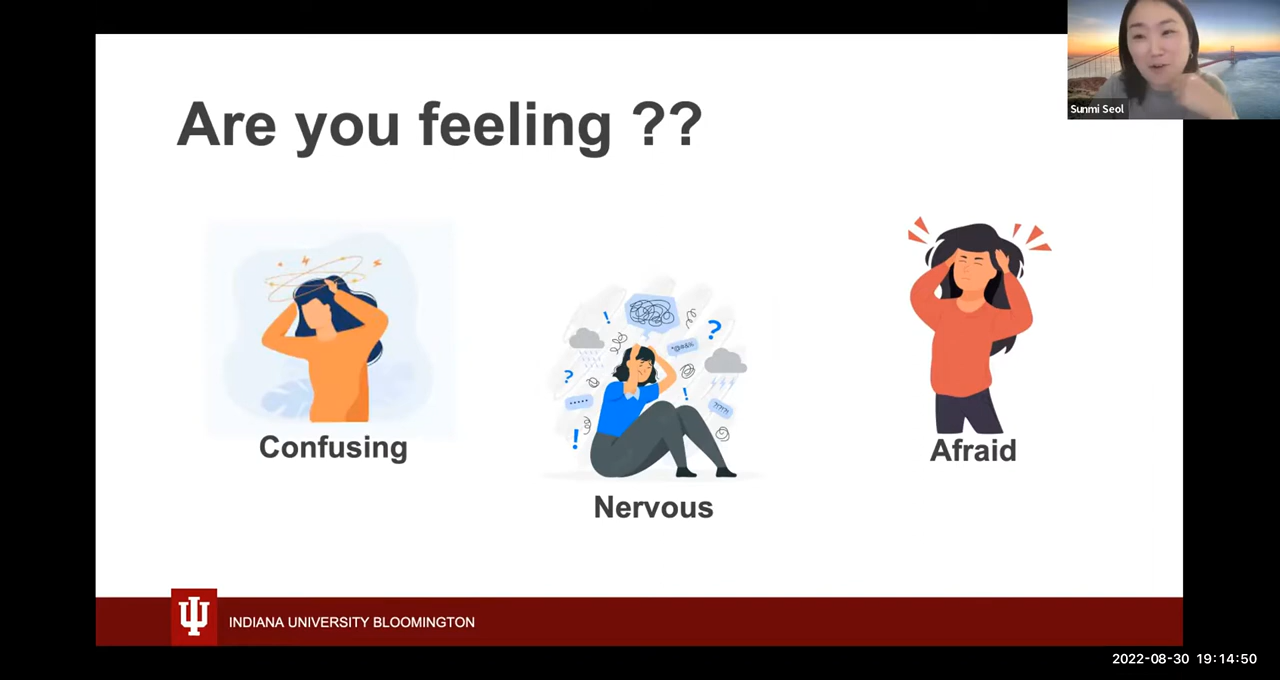 Are you feeling ??
Sunmi Seol
Confusing
Nervous
Afraid
INDIANA UNIVERSITY BLOOMINGTON
2022-08-30 19:14:50